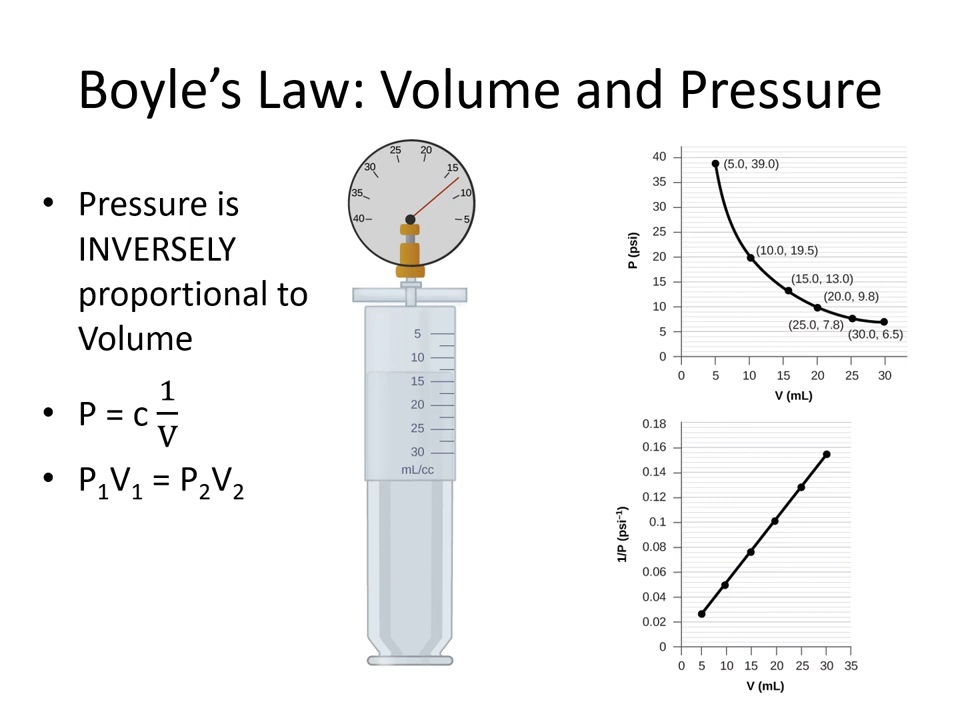 Boyle’s Law: Volume and Pressure
• Pressure is
INVERSELY
proportional to
Volume
• P = c 1/V
• P₁V₁ = P₂V₂
25 20
30 15
35 10
40 5
5
10
15
20
25
30
mL/cc
40
35
30
25
20
15
10
5
0
P (psi)
(5.0, 39.0)
(10.0, 19.5)
(15.0, 13.0)
(20.0, 9.8)
(25.0, 7.8)
(30.0, 6.5)
0 5 10 15 20 25 30
V (mL)
0.18
0.16
0.14
0.12
0.1
0.08
0.06
0.04
0.02
0
1/P (psi⁻¹)
0 5 10 15 20 25 30 35
V (mL)